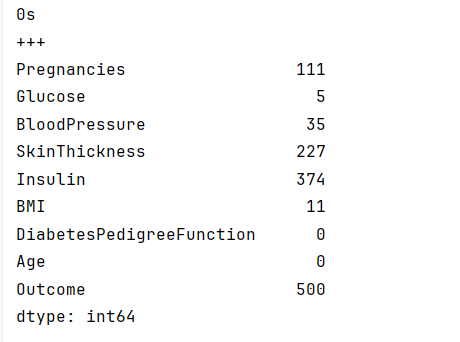 0s
+++
Pregnancies                 111
Glucose                       5
BloodPressure                35
SkinThickness               227
Insulin                     374
BMI                          11
DiabetesPedigreeFunction      0
Age                           0
Outcome                     500
dtype: int64